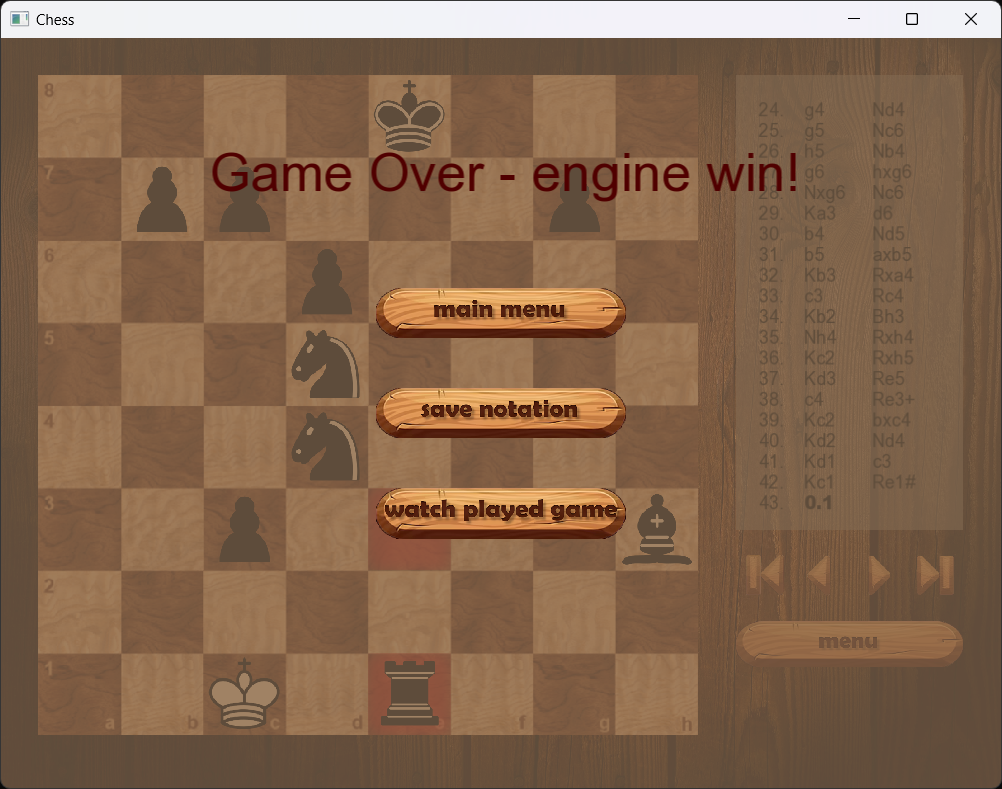 Chess
8
7
6
5
4
3
2
1
a b c d f g h
Game Over - engine win!
main menu
save notation
watch played game
24. g4 Nd4
25. g5 Nc6
26. h5 Nb4
27. g6 hxg6
28. Nxg6 Nc6
29. Ka3 d6
30. b4 Nd5
31. b5 axb5
32. Kb3 Rxa4
33. c3 Rc4
34. Kb2 Bh3
35. Nh4 Rxh4
36. Kc2 Rxh5
37. Kd3 Re5
38. c4 Re3+
39. Kc2 bxc4
40. Kd2 Nd4
41. Kd1 c3
42. Kc1 Re1#
43. 0:1
menu